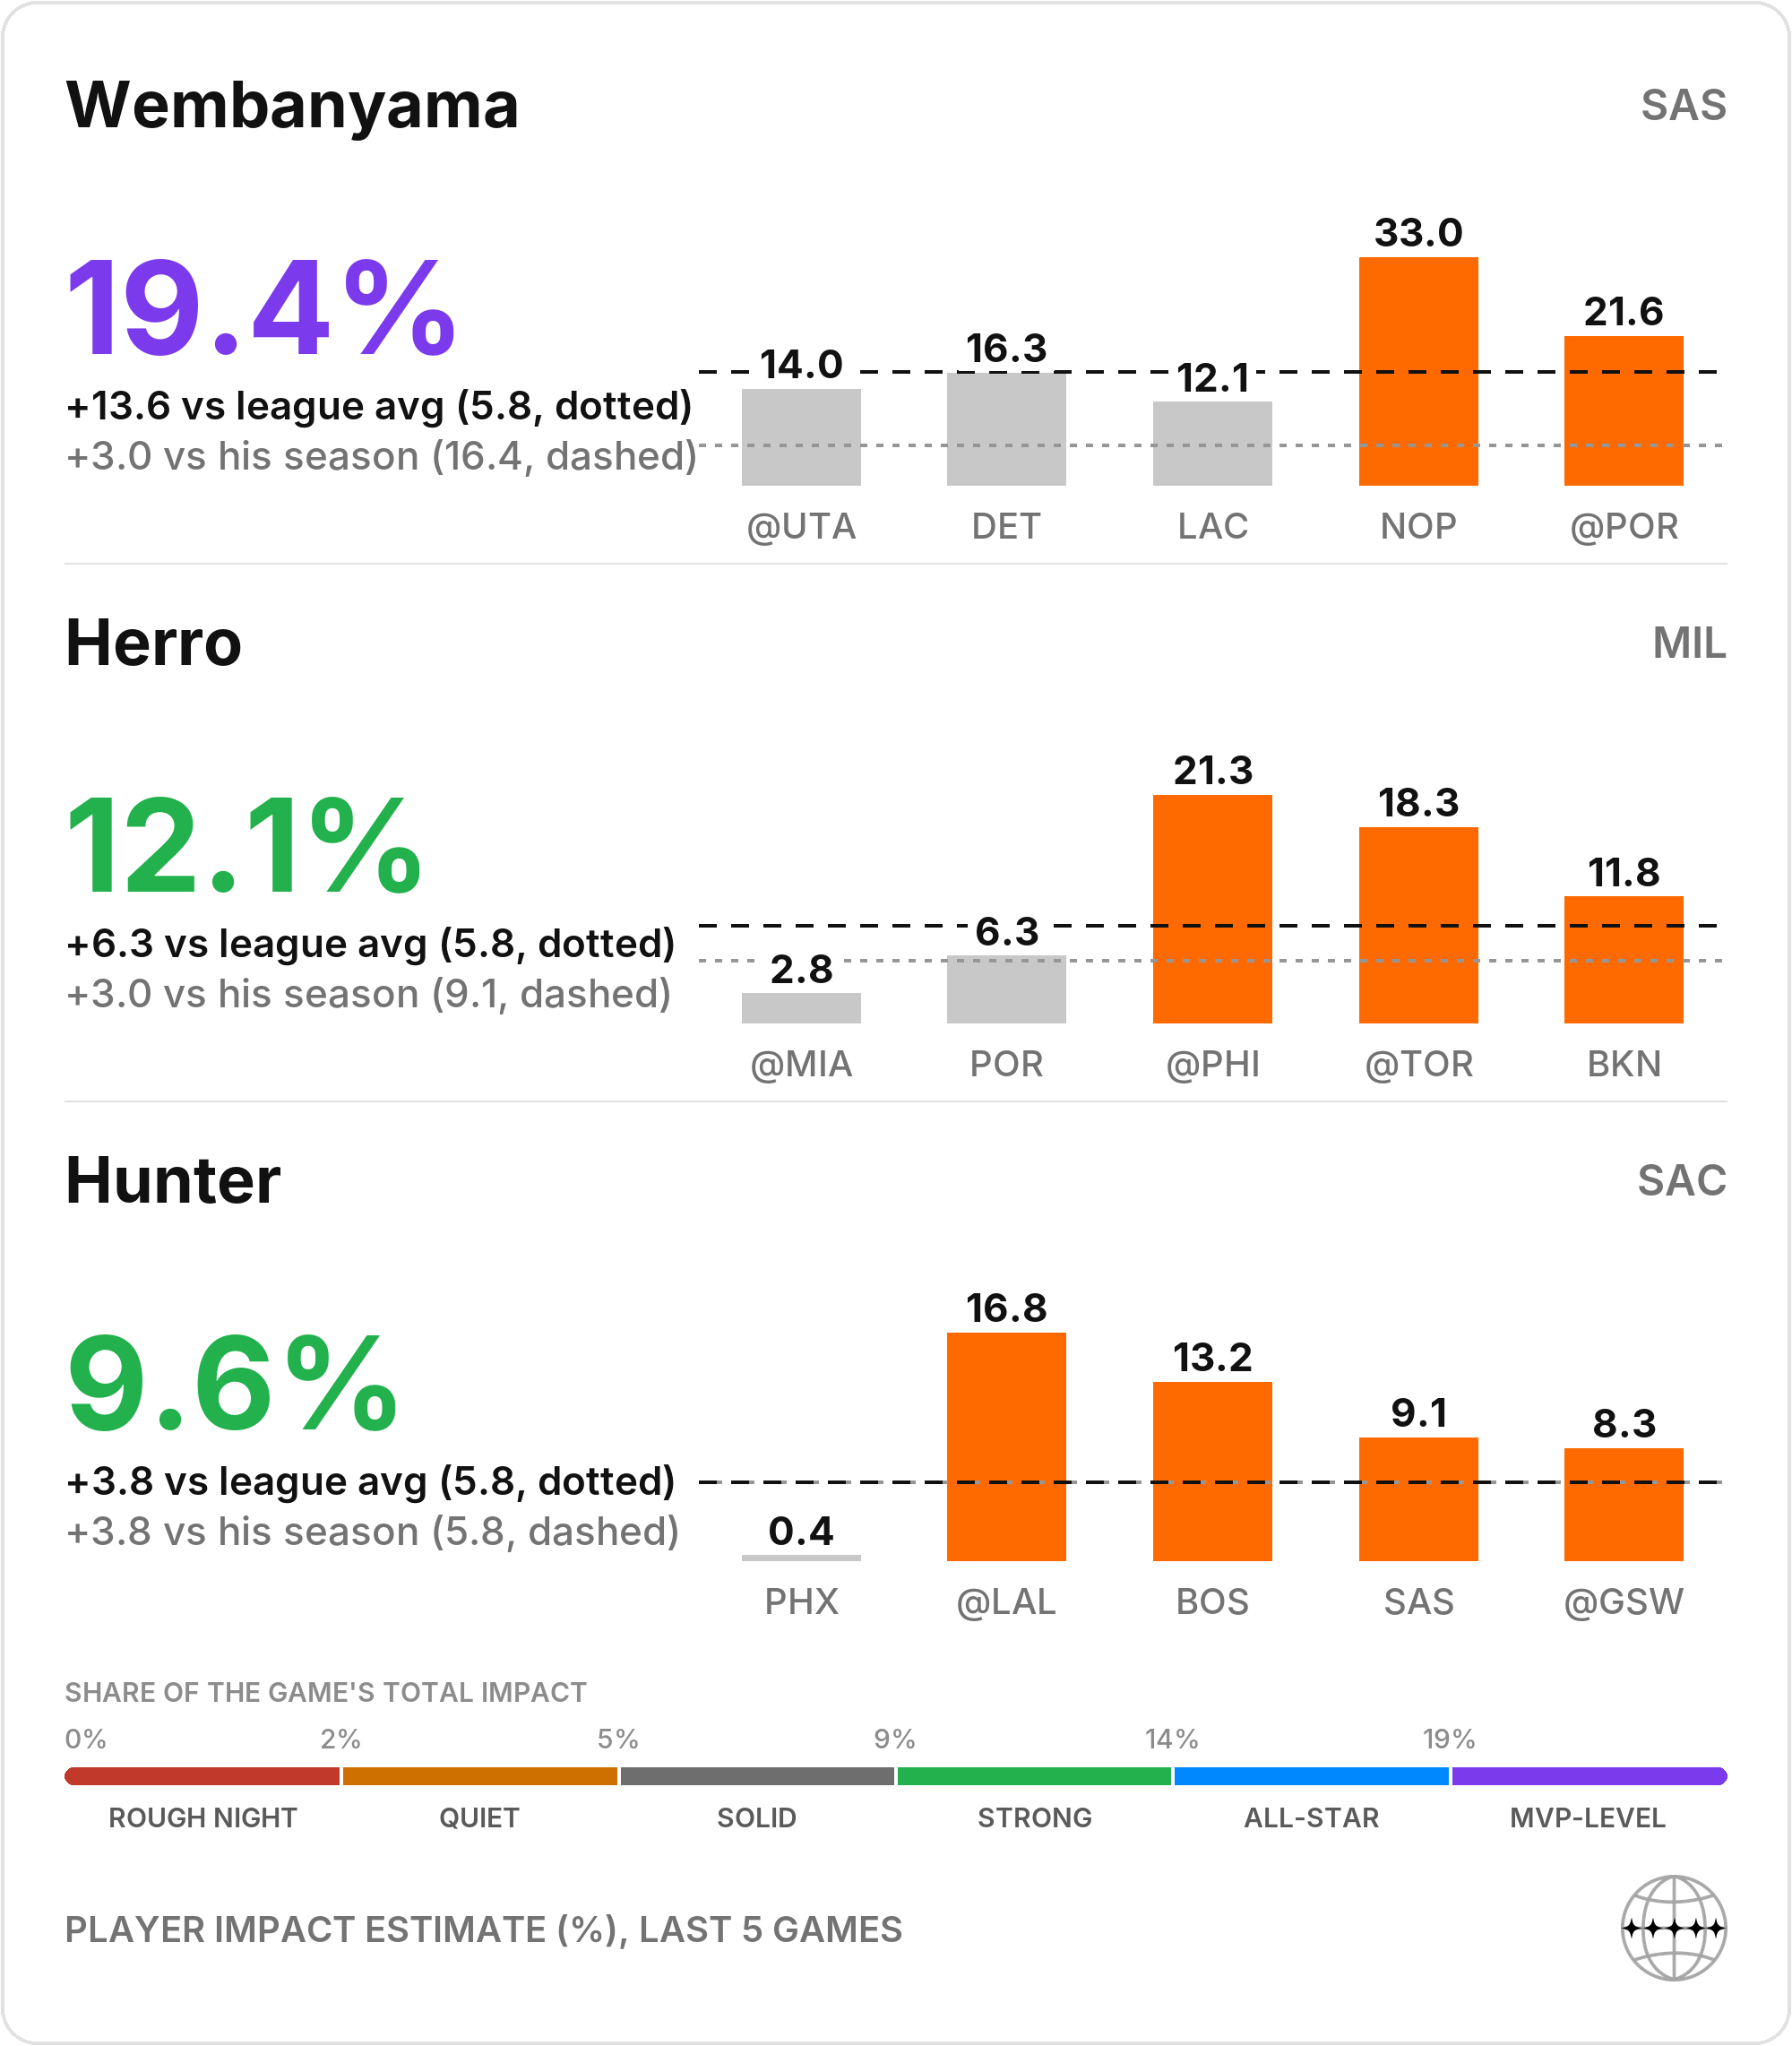 Wembanyama SAS
19.4%
+13.6 vs league avg (5.8, dotted)
+3.0 vs his season (16.4, dashed)
14.0 16.3 12.1 33.0 21.6
@UTA DET LAC NOP @POR
Herro MIL
12.1%
+6.3 vs league avg (5.8, dotted)
+3.0 vs his season (9.1, dashed)
2.8 6.3 21.3 18.3 11.8
@MIA POR @PHI @TOR BKN
Hunter SAC
9.6%
+3.8 vs league avg (5.8, dotted)
+3.8 vs his season (5.8, dashed)
0.4 16.8 13.2 9.1 8.3
PHX @LAL BOS SAS @GSW
SHARE OF THE GAME'S TOTAL IMPACT
0% 2% 5% 9% 14% 19%
ROUGH NIGHT QUIET SOLID STRONG ALL-STAR MVP-LEVEL
PLAYER IMPACT ESTIMATE (%), LAST 5 GAMES